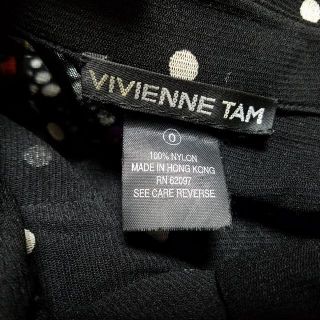 VIVIENNE TAM
0
100% NYLON
MADE IN HONG KONG
RN 62097
SEE CARE REVERSE